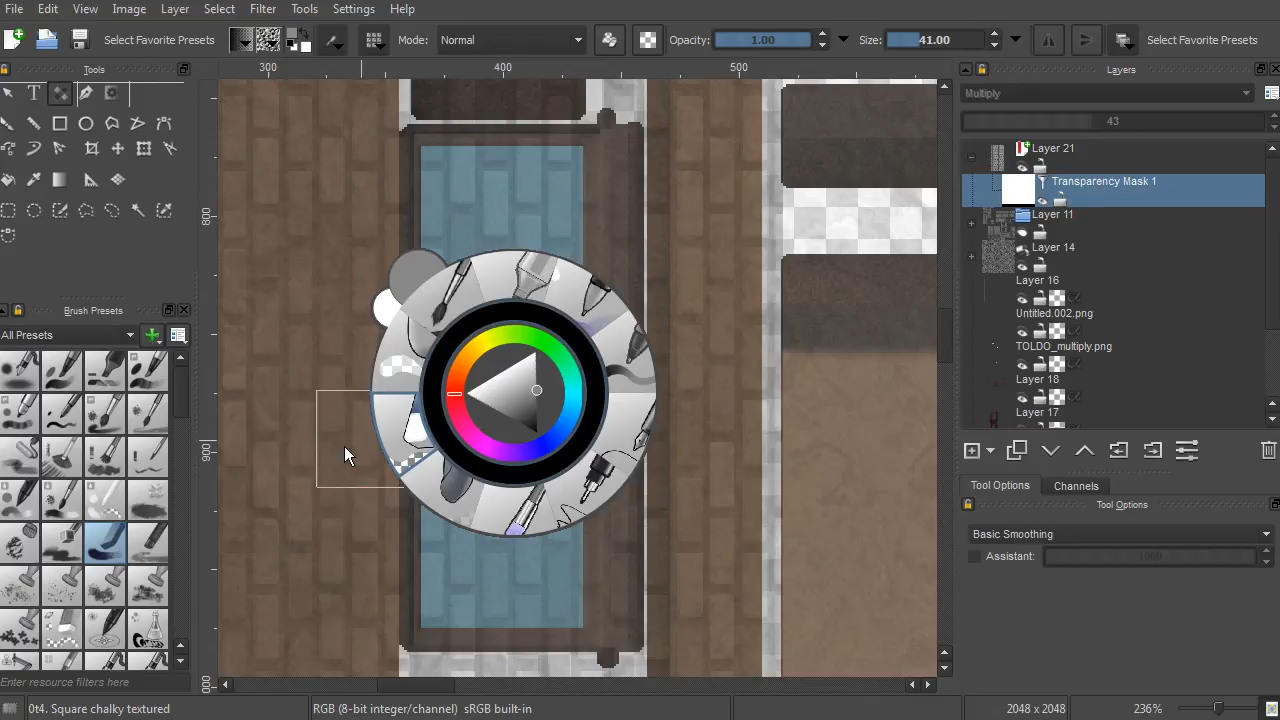 File Edit View Image Layer Select Filter Tools Settings Help
Select Favorite Presets Mode: Normal Opacity: 1.00 Size: 41.00 Select Favorite Presets
Tools 300 400 500 Layers
Multiply
43
Layer 21
Transparency Mask 1
Layer 11
Layer 14
Layer 16
Untitled.002.png
TOLDO_multiply.png
Layer 18
Layer 17
800
900
Brush Presets
All Presets
Tool Options Channels
Tool Options
Basic Smoothing
Assistant: 1000
Enter resource filters here
0t4. Square chalky textured RGB (8-bit integer/channel) sRGB built-in 2048 x 2048 236%